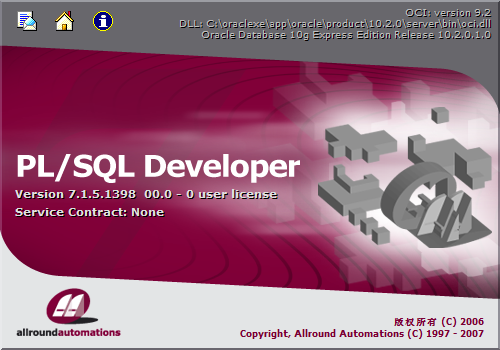 OCI: version 9.2
DLL: C:\oraclexe\app\oracle\product\10.2.0\server\bin\oci.dll
Oracle Database 10g Express Edition Release 10.2.0.1.0
PL/SQL Developer
Version 7.1.5.1398 00.0 - 0 user license
Service Contract: None
allroundautomations
版权所有 (C) 2006
Copyright, Allround Automations (C) 1997 - 2007